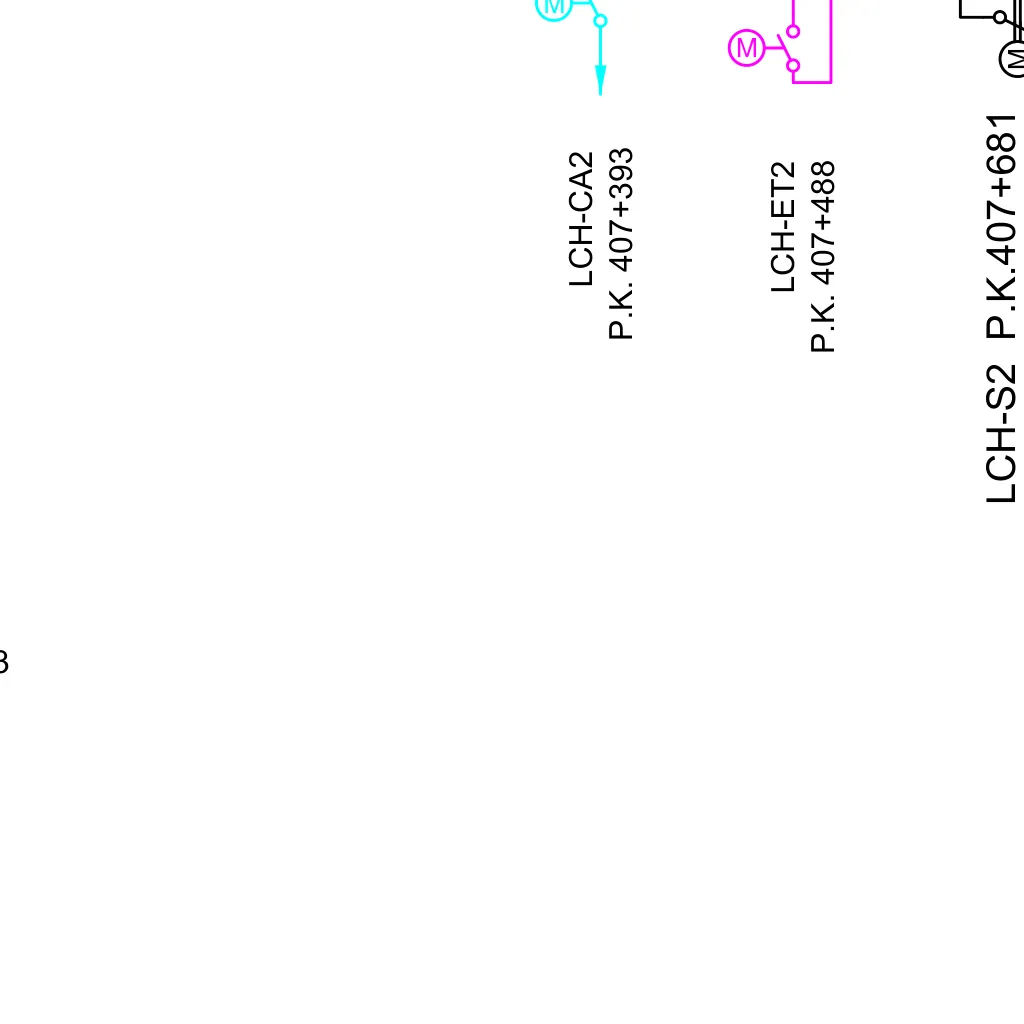 M
M
M
LCH-CA2
P.K. 407+393
LCH-ET2
P.K. 407+488
LCH-S2 P.K.407+681